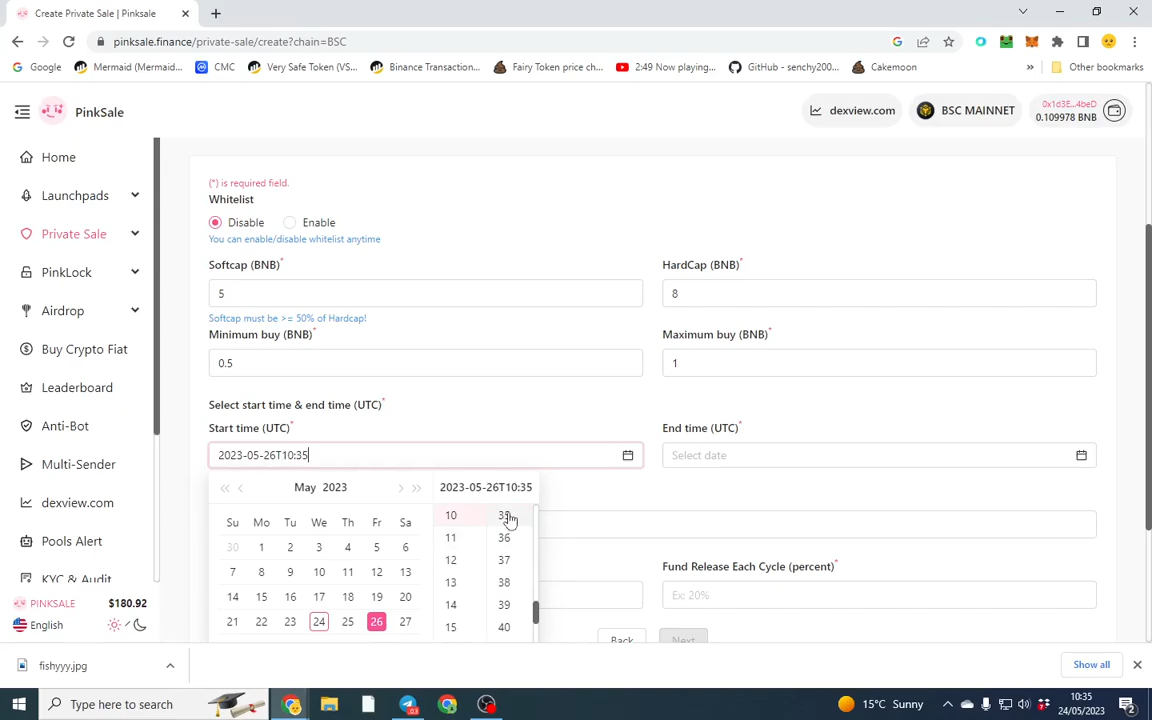 Create Private Sale | Pinksale
pinksale.finance/private-sale/create?chain=BSC
Google
Mermaid (Mermaid...
CMC
Very Safe Token (VS...
Binance Transaction...
Fairy Token price ch...
2:49 Now playing...
GitHub - senchy200...
Cakemoon
Other bookmarks
PinkSale
dexview.com
BSC MAINNET
0x1d3E...4beD
0.109978 BNB
Home
Launchpads
Private Sale
PinkLock
Airdrop
Buy Crypto Fiat
Leaderboard
Anti-Bot
Multi-Sender
dexview.com
Pools Alert
KYC & Audit
PINKSALE $180.92
English
(*) is required field.
Whitelist
Disable Enable
You can enable/disable whitelist anytime
Softcap (BNB)* HardCap (BNB)*
5 8
Softcap must be >= 50% of Hardcap!
Minimum buy (BNB)* Maximum buy (BNB)*
0.5 1
Select start time & end time (UTC)*
Start time (UTC)* End time (UTC)*
2023-05-26T10:35 Select date
May 2023 2023-05-26T10:35
Su Mo Tu We Th Fr Sa
30 1 2 3 4 5 6
7 8 9 10 11 12 13
14 15 16 17 18 19 20
21 22 23 24 25 26 27
10 35
11 36
12 37
13 38
14 39
15 40
Fund Release Each Cycle (percent)*
Ex: 20%
Back Next
fishyyy.jpg
Show all
Type here to search
03
15°C Sunny
10:35
24/05/2023
2